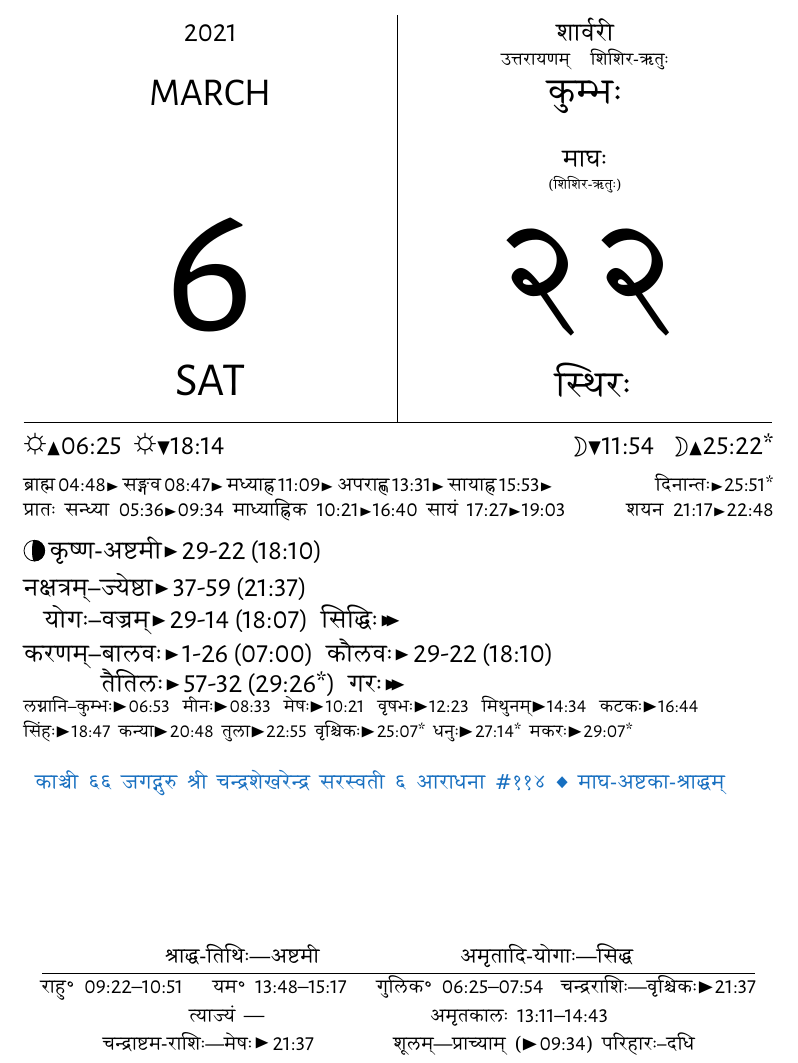 2021
MARCH
6
SAT
शार्वरी
उत्तरायणम् शिशिर-ऋतुः
कुम्भः
माघः
(शिशिर-ऋतुः)
२२
स्थिरः
☼▲06:25 ☼▼18:14 ☽▼11:54 ☽▲25:22*
ब्राह्म 04:48► सङ्गव 08:47► मध्याह्न 11:09► अपराह्ण 13:31► सायाह्न 15:53► दिनान्तः►25:51*
प्रातः सन्ध्या 05:36►09:34 माध्याह्निक 10:21►16:40 सायं 17:27►19:03 शयन 21:17►22:48
🌗कृष्ण-अष्टमी►29-22 (18:10)
नक्षत्रम्–ज्येष्ठा►37-59 (21:37)
योगः–वज्रम्►29-14 (18:07) सिद्धिः►►
करणम्–बालवः►1-26 (07:00) कौलवः►29-22 (18:10)
तैतिलः►57-32 (29:26*) गरः►►
लग्नानि–कुम्भः►06:53 मीनः►08:33 मेषः►10:21 वृषभः►12:23 मिथुनम्►14:34 कटकः►16:44
सिंहः►18:47 कन्या►20:48 तुला►22:55 वृश्चिकः►25:07* धनुः►27:14* मकरः►29:07*
काञ्ची ६६ जगद्गुरु श्री चन्द्रशेखरेन्द्र सरस्वती ६ आराधना #११४ ◆ माघ-अष्टका-श्राद्धम्
श्राद्ध-तिथिः—अष्टमी अमृतादि-योगाः—सिद्ध
राहु॰ 09:22–10:51 यम॰ 13:48–15:17 गुलिक॰ 06:25–07:54 चन्द्रराशिः—वृश्चिकः►21:37
त्याज्यं — अमृतकालः 13:11–14:43
चन्द्राष्टम-राशिः—मेषः►21:37 शूलम्—प्राच्याम् (►09:34) परिहारः–दधि